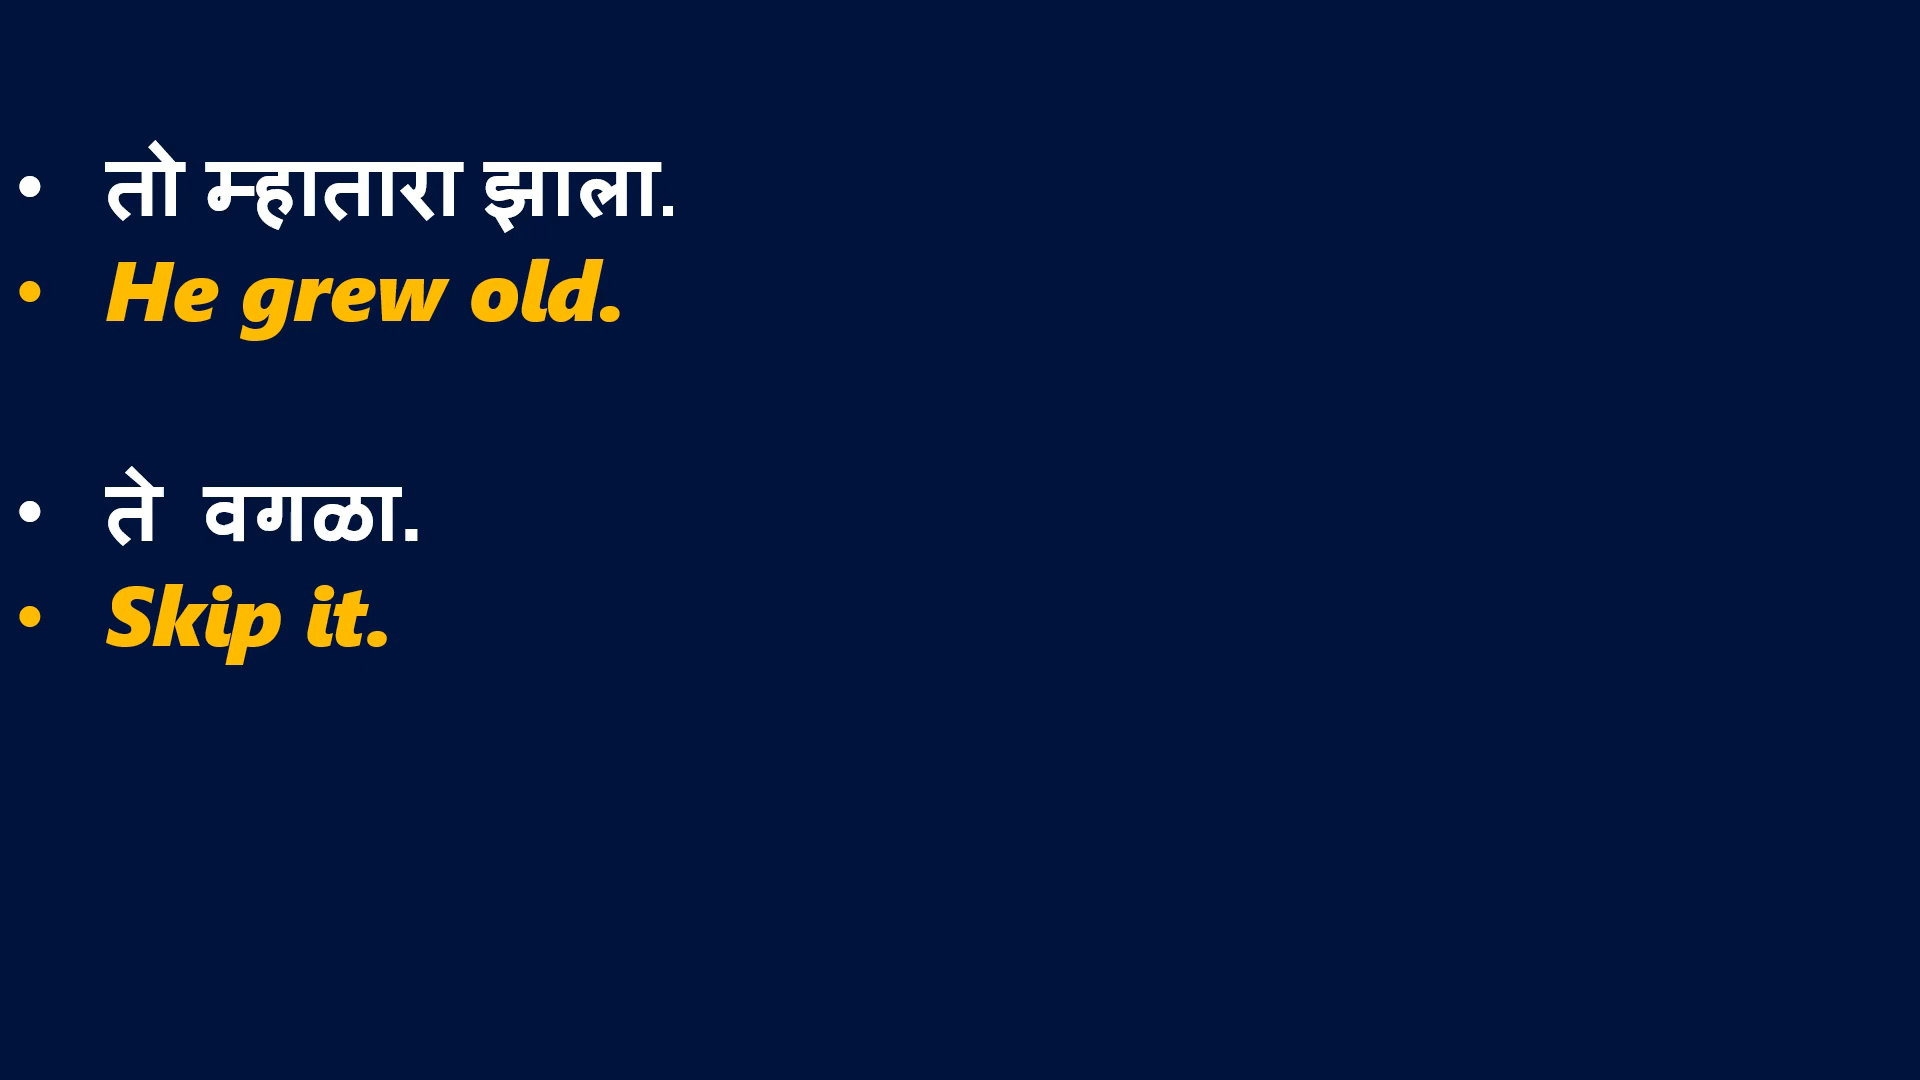 • तो म्हातारा झाला.
• He grew old.
• ते  वगळा.
• Skip it.